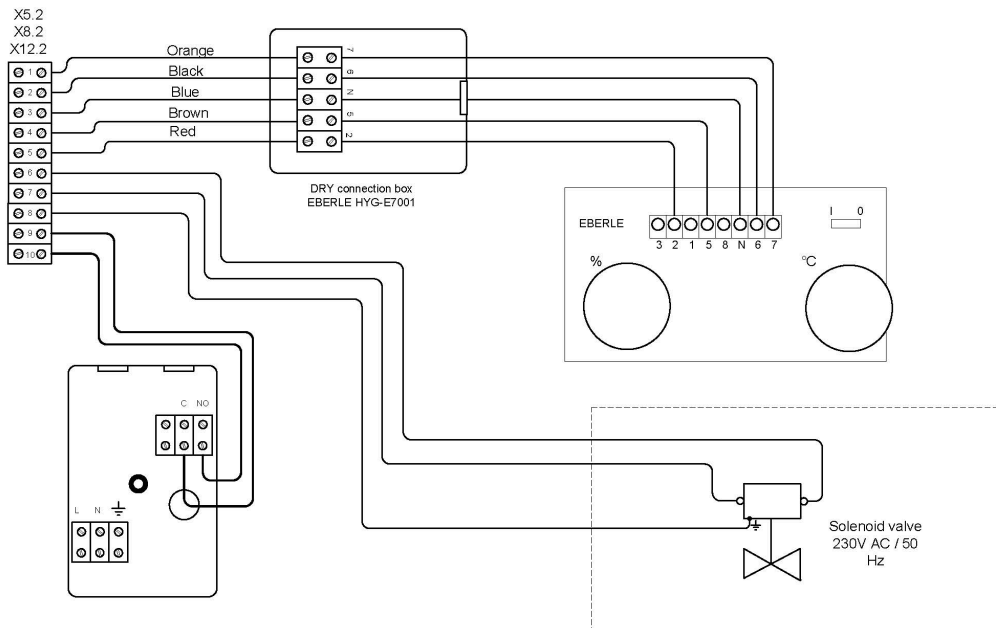 X5.2
X8.2
X12.2
1
2
3
4
5
6
7
8
9
10
Orange
Black
Blue
Brown
Red
7
6
N
5
2
DRY connection box
EBERLE HYG-E7001
EBERLE
3 2 1 5 8 N 6 7
I 0
%
°C
C NO
L N
Solenoid valve
230V AC / 50
Hz